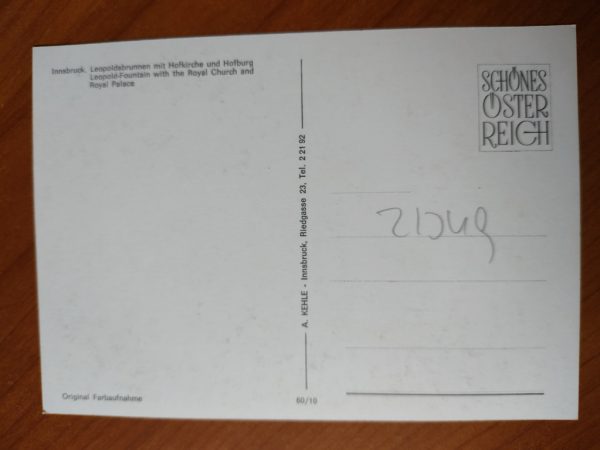 Innsbruck, Leopoldsbrunnen mit Hofkirche und Hofburg
Leopold-Fountain with the Royal Church and
Royal Palace
SCHÖNES
ÖSTER
REICH
A. KEHLE - Innsbruck, Riedgasse 23, Tel. 2 21 92
Original Farbaufnahme
60/10